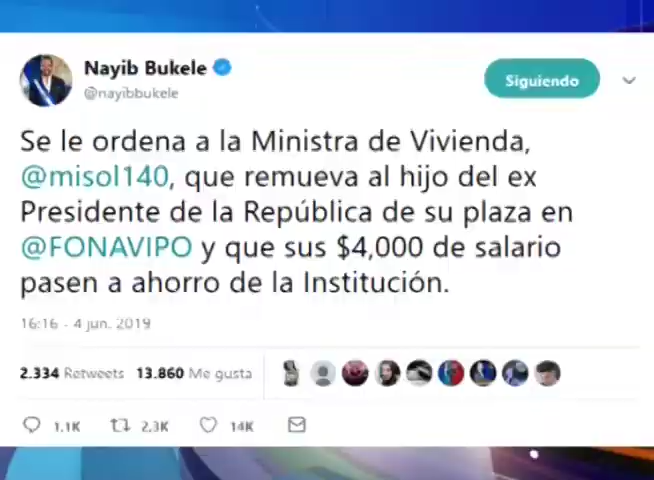 Nayib Bukele
@nayibbukele
Siguiendo
Se le ordena a la Ministra de Vivienda,
@misol140, que remueva al hijo del ex
Presidente de la República de su plaza en
@FONAVIPO y que sus $4,000 de salario
pasen a ahorro de la Institución.
16:16 - 4 jun. 2019
2.334 Retweets 13.860 Me gusta
1.1K 2.3K 14K